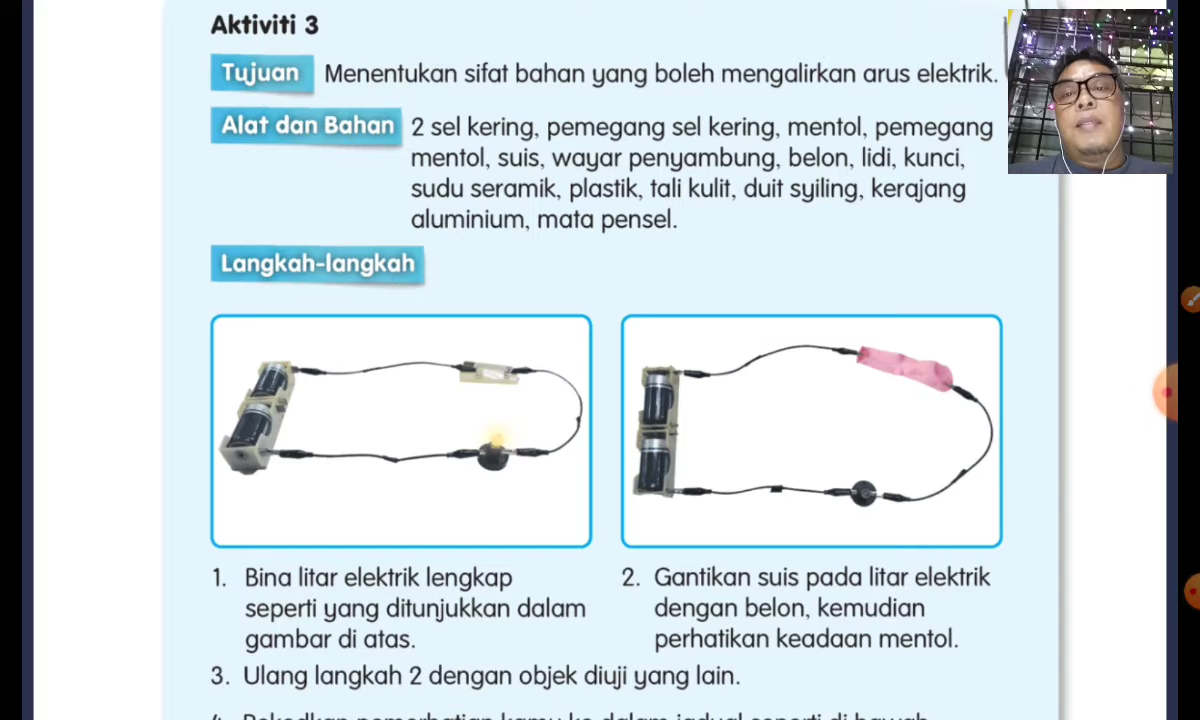 Aktiviti 3
Tujuan Menentukan sifat bahan yang boleh mengalirkan arus elektrik.
Alat dan Bahan 2 sel kering, pemegang sel kering, mentol, pemegang
mentol, suis, wayar penyambung, belon, lidi, kunci,
sudu seramik, plastik, tali kulit, duit syiling, kerajang
aluminium, mata pensel.
Langkah-langkah
1. Bina litar elektrik lengkap
seperti yang ditunjukkan dalam
gambar di atas.
2. Gantikan suis pada litar elektrik
dengan belon, kemudian
perhatikan keadaan mentol.
3. Ulang langkah 2 dengan objek diuji yang lain.